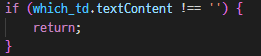 if (which_td.textContent !== '') {
    return;
}